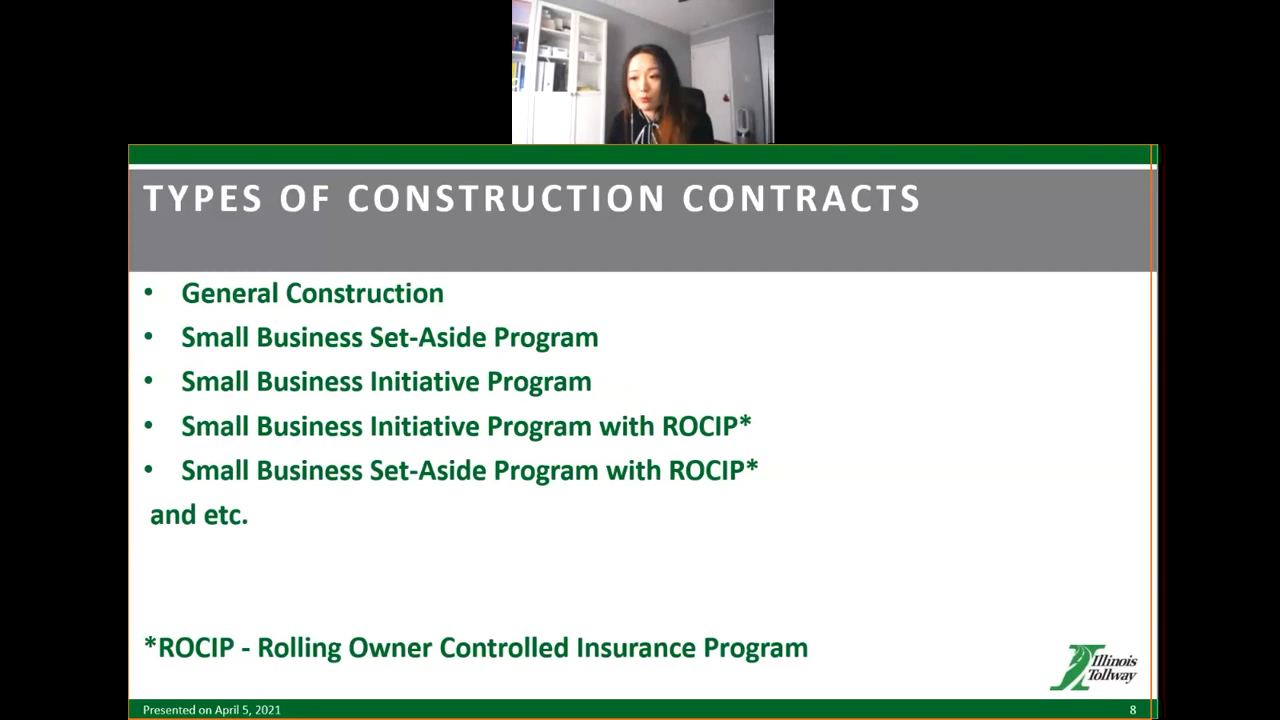 TYPES OF CONSTRUCTION CONTRACTS
• General Construction
• Small Business Set-Aside Program
• Small Business Initiative Program
• Small Business Initiative Program with ROCIP*
• Small Business Set-Aside Program with ROCIP*
and etc.
*ROCIP - Rolling Owner Controlled Insurance Program
Illinois
Tollway
Presented on April 5, 2021
8